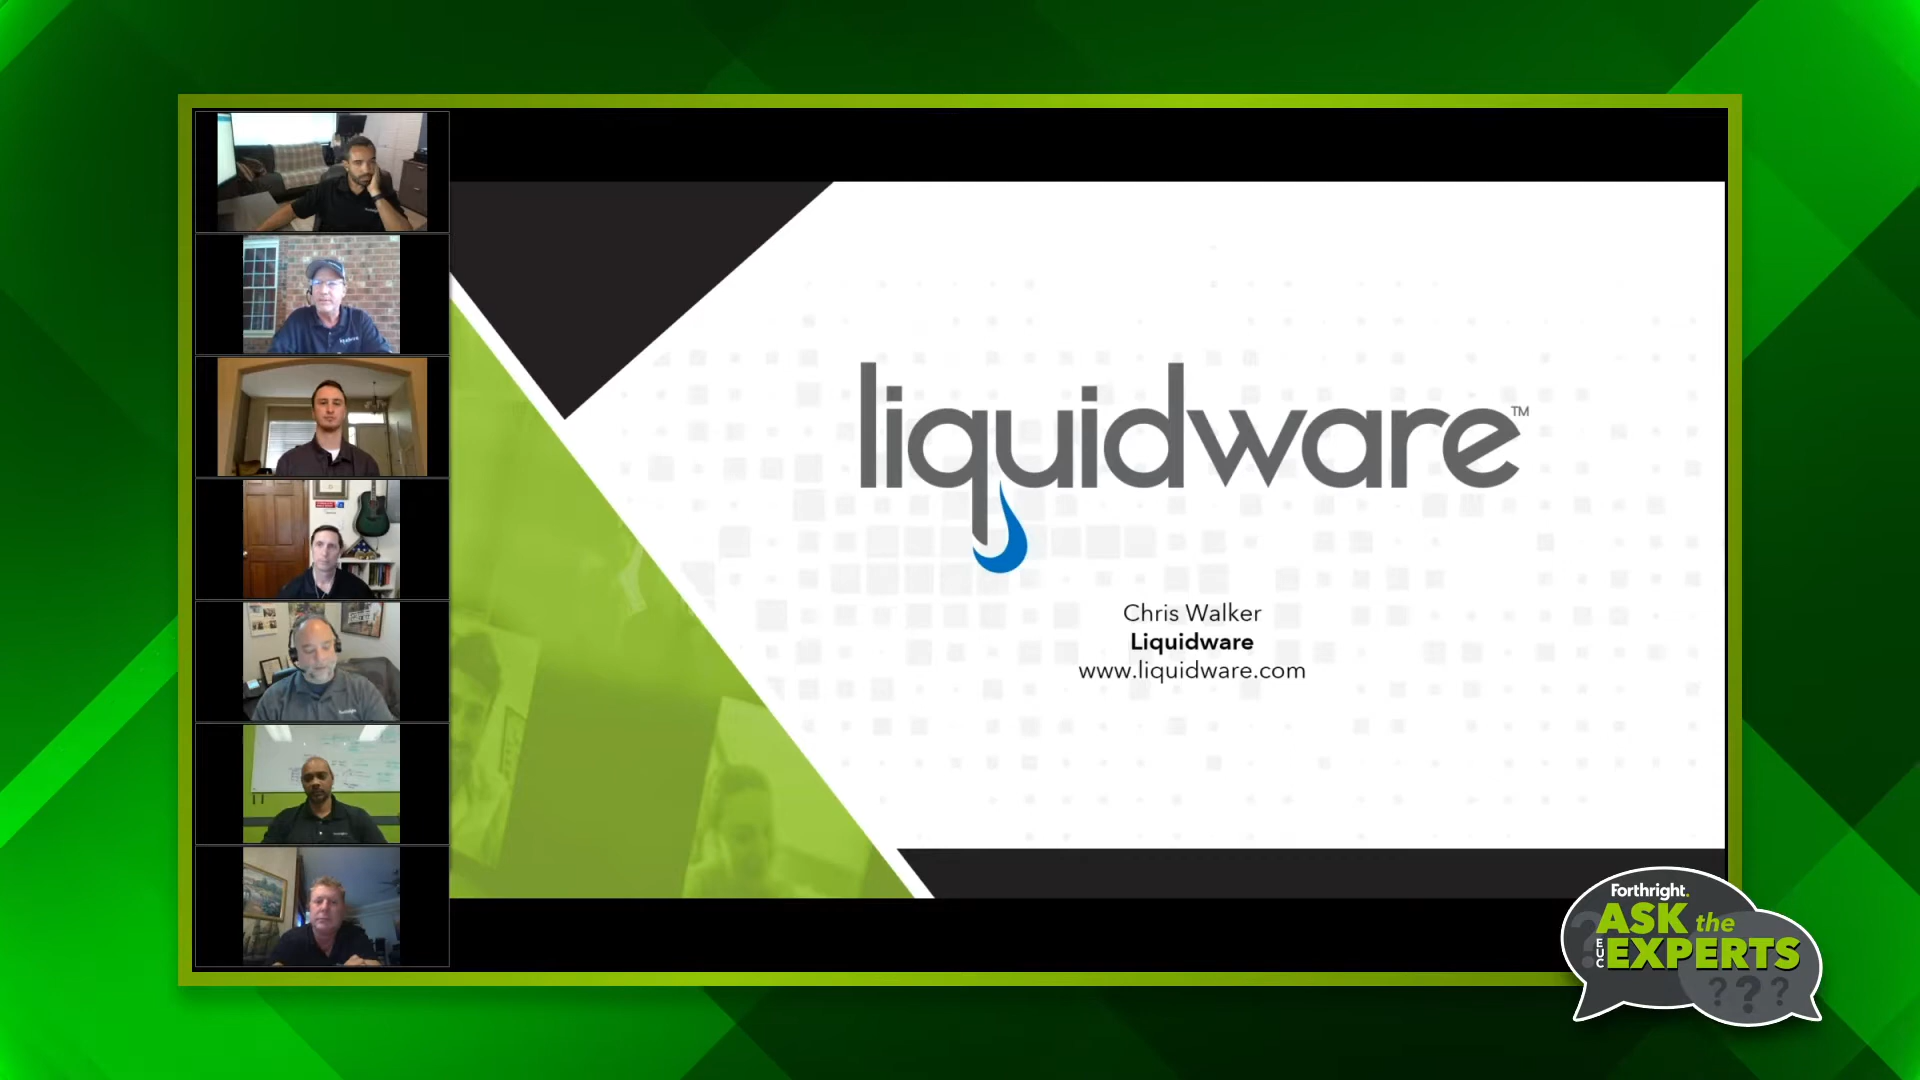 liquidware™
Chris Walker
Liquidware
www.liquidware.com
Forthright.
ASK the
EUC EXPERTS
? ? ? ?